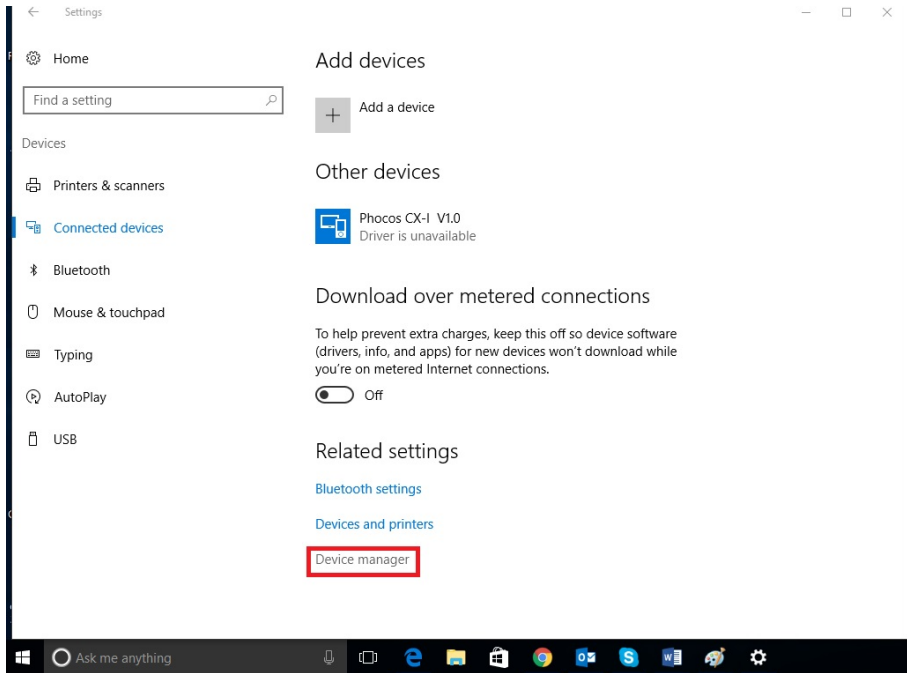 Settings
Home
Find a setting
Devices
Printers & scanners
Connected devices
Bluetooth
Mouse & touchpad
Typing
AutoPlay
USB
Add devices
Add a device
Other devices
Phocos CX-I V1.0
Driver is unavailable
Download over metered connections
To help prevent extra charges, keep this off so device software
(drivers, info, and apps) for new devices won't download while
you're on metered Internet connections.
Off
Related settings
Bluetooth settings
Devices and printers
Device manager
Ask me anything